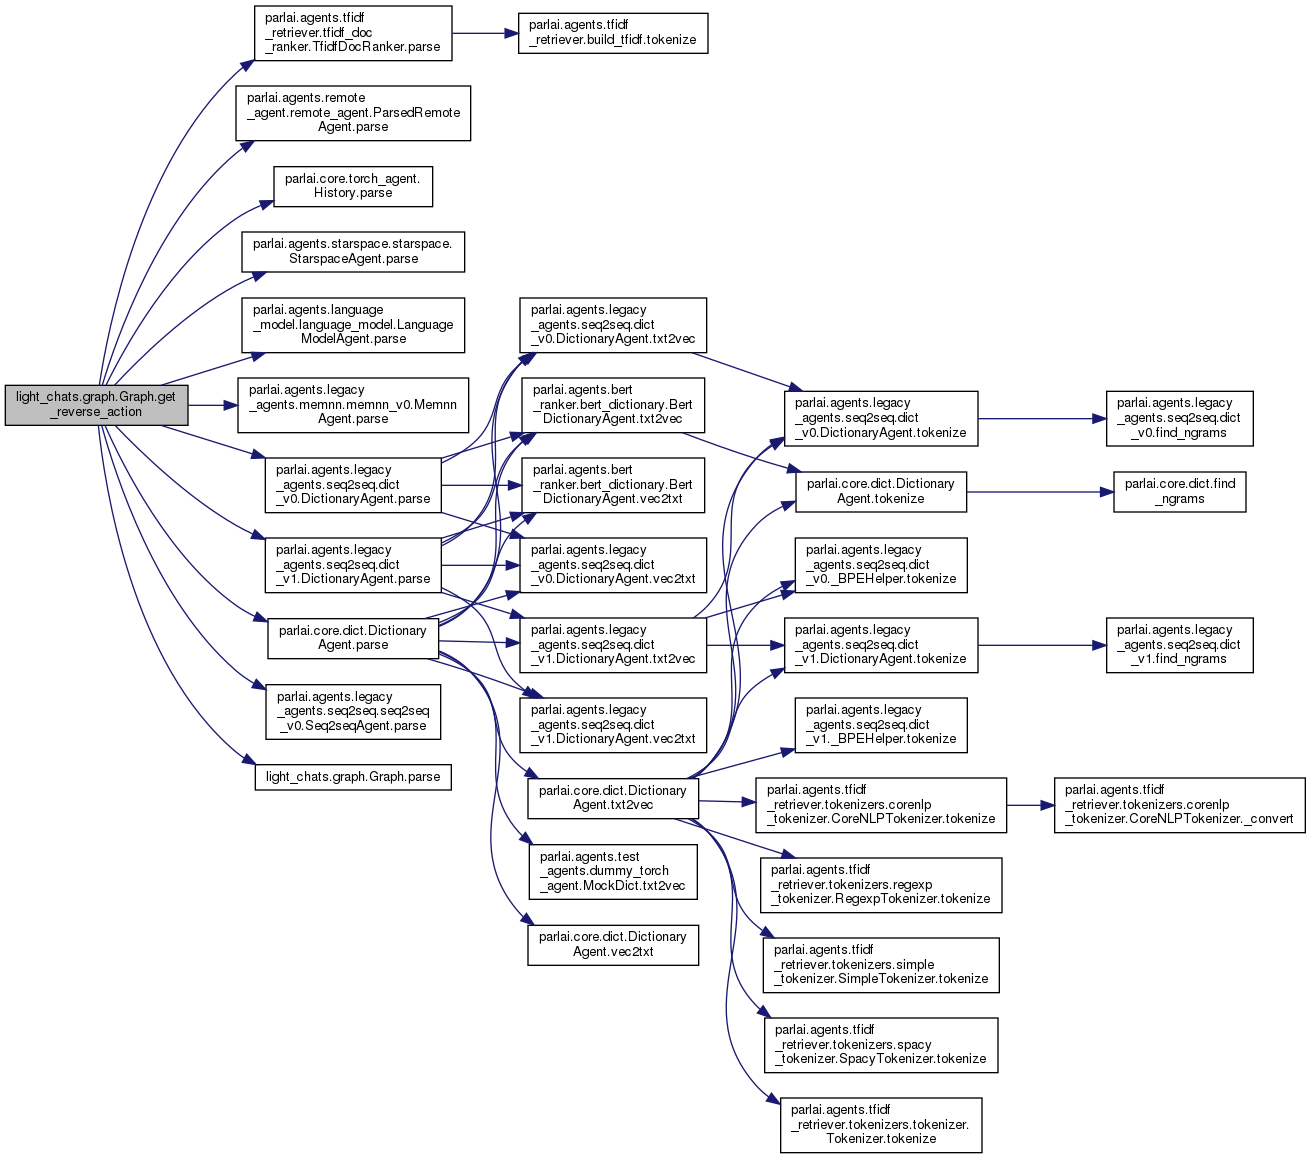 light_chats.graph.Graph.get
_reverse_action
parlai.agents.tfidf
_retriever.tfidf_doc
_ranker.TfidfDocRanker.parse
parlai.agents.remote
_agent.remote_agent.ParsedRemote
Agent.parse
parlai.core.torch_agent.
History.parse
parlai.agents.starspace.starspace.
StarspaceAgent.parse
parlai.agents.language
_model.language_model.Language
ModelAgent.parse
parlai.agents.legacy
_agents.memnn.memnn_v0.Memnn
Agent.parse
parlai.agents.legacy
_agents.seq2seq.dict
_v0.DictionaryAgent.parse
parlai.agents.legacy
_agents.seq2seq.dict
_v1.DictionaryAgent.parse
parlai.core.dict.Dictionary
Agent.parse
parlai.agents.legacy
_agents.seq2seq.seq2seq
_v0.Seq2seqAgent.parse
light_chats.graph.Graph.parse
parlai.agents.tfidf
_retriever.build_tfidf.tokenize
parlai.agents.legacy
_agents.seq2seq.dict
_v0.DictionaryAgent.txt2vec
parlai.agents.bert
_ranker.bert_dictionary.Bert
DictionaryAgent.txt2vec
parlai.agents.bert
_ranker.bert_dictionary.Bert
DictionaryAgent.vec2txt
parlai.agents.legacy
_agents.seq2seq.dict
_v0.DictionaryAgent.vec2txt
parlai.agents.legacy
_agents.seq2seq.dict
_v1.DictionaryAgent.txt2vec
parlai.agents.legacy
_agents.seq2seq.dict
_v1.DictionaryAgent.vec2txt
parlai.core.dict.Dictionary
Agent.txt2vec
parlai.agents.test
_agents.dummy_torch
_agent.MockDict.txt2vec
parlai.core.dict.Dictionary
Agent.vec2txt
parlai.agents.legacy
_agents.seq2seq.dict
_v0.DictionaryAgent.tokenize
parlai.core.dict.Dictionary
Agent.tokenize
parlai.agents.legacy
_agents.seq2seq.dict
_v0._BPEHelper.tokenize
parlai.agents.legacy
_agents.seq2seq.dict
_v1.DictionaryAgent.tokenize
parlai.agents.legacy
_agents.seq2seq.dict
_v1._BPEHelper.tokenize
parlai.agents.tfidf
_retriever.tokenizers.corenlp
_tokenizer.CoreNLPTokenizer.tokenize
parlai.agents.tfidf
_retriever.tokenizers.regexp
_tokenizer.RegexpTokenizer.tokenize
parlai.agents.tfidf
_retriever.tokenizers.simple
_tokenizer.SimpleTokenizer.tokenize
parlai.agents.tfidf
_retriever.tokenizers.spacy
_tokenizer.SpacyTokenizer.tokenize
parlai.agents.tfidf
_retriever.tokenizers.tokenizer.
Tokenizer.tokenize
parlai.agents.legacy
_agents.seq2seq.dict
_v0.find_ngrams
parlai.core.dict.find
_ngrams
parlai.agents.legacy
_agents.seq2seq.dict
_v1.find_ngrams
parlai.agents.tfidf
_retriever.tokenizers.corenlp
_tokenizer.CoreNLPTokenizer._convert